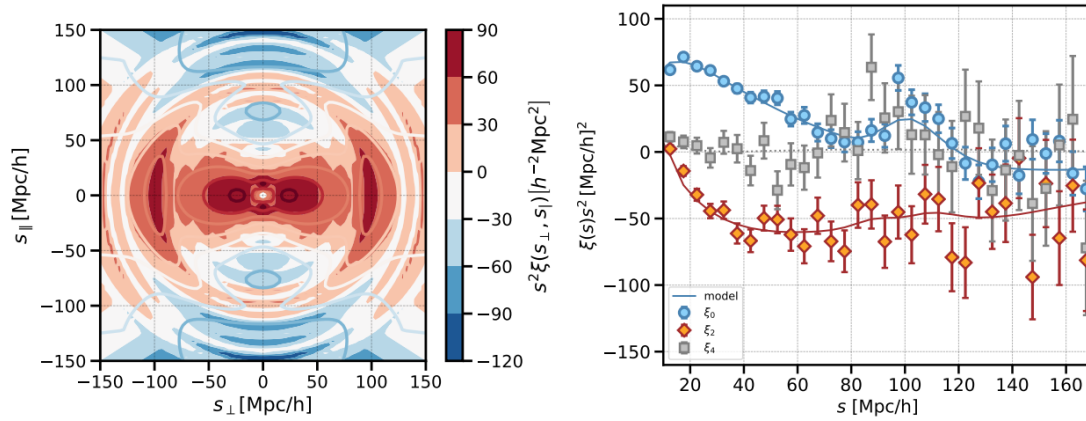 150
100
50
0
−50
−100
−150
s∥[Mpc/h]
−150 −100 −50 0 50 100 150
s⊥[Mpc/h]
90
60
30
0
−30
−60
−90
−120
s²ξ(s⊥, s|)[h⁻²Mpc²]
100
50
0
−50
−100
−150
ξ(s)s² [Mpc/h]²
model
ξ₀
ξ₂
ξ₄
20 40 60 80 100 120 140 160
s [Mpc/h]